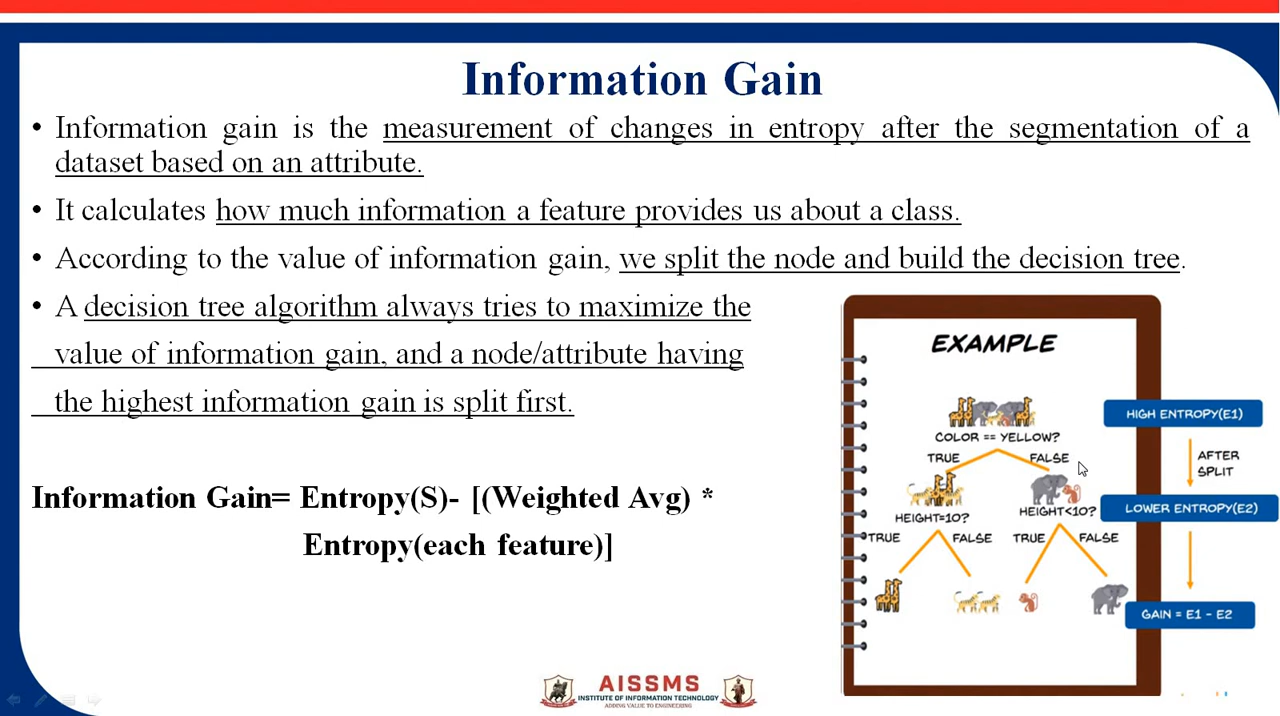 Information Gain
• Information gain is the measurement of changes in entropy after the segmentation of a
dataset based on an attribute.
• It calculates how much information a feature provides us about a class.
• According to the value of information gain, we split the node and build the decision tree.
• A decision tree algorithm always tries to maximize the
value of information gain, and a node/attribute having
the highest information gain is split first.
Information Gain= Entropy(S)- [(Weighted Avg) *
Entropy(each feature)]
EXAMPLE
COLOR == YELLOW?
TRUE FALSE
HEIGHT=10? HEIGHT<10?
TRUE FALSE TRUE FALSE
HIGH ENTROPY(E1)
AFTER
SPLIT
LOWER ENTROPY(E2)
GAIN = E1 - E2
AISSMS
INSTITUTE OF INFORMATION TECHNOLOGY
ADDING VALUE TO ENGINEERING